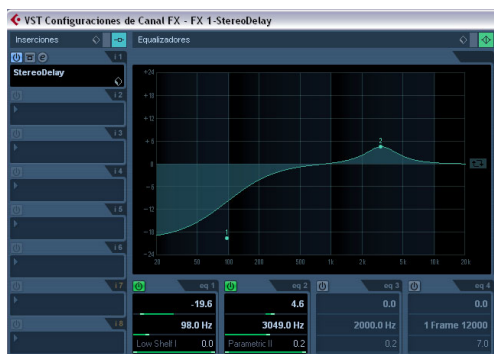 VST Configuraciones de Canal FX - FX 1-StereoDelay
Inserciones
Equalizadores
i 1
StereoDelay
i 2
i 3
i 4
i 5
i 6
i 7
i 8
+24
+18
+12
+6
0
-6
-12
-18
-24
20 50 100 200 500 1k 2k 5k 10k 20k
1
2
eq 1 eq 2 eq 3 eq 4
-19.6 4.6 0.0 0.0
98.0 Hz 3049.0 Hz 2000.0 Hz 1 Frame 12000
Low Shelf I 0.0 Parametric II 0.2 0.2 7.0